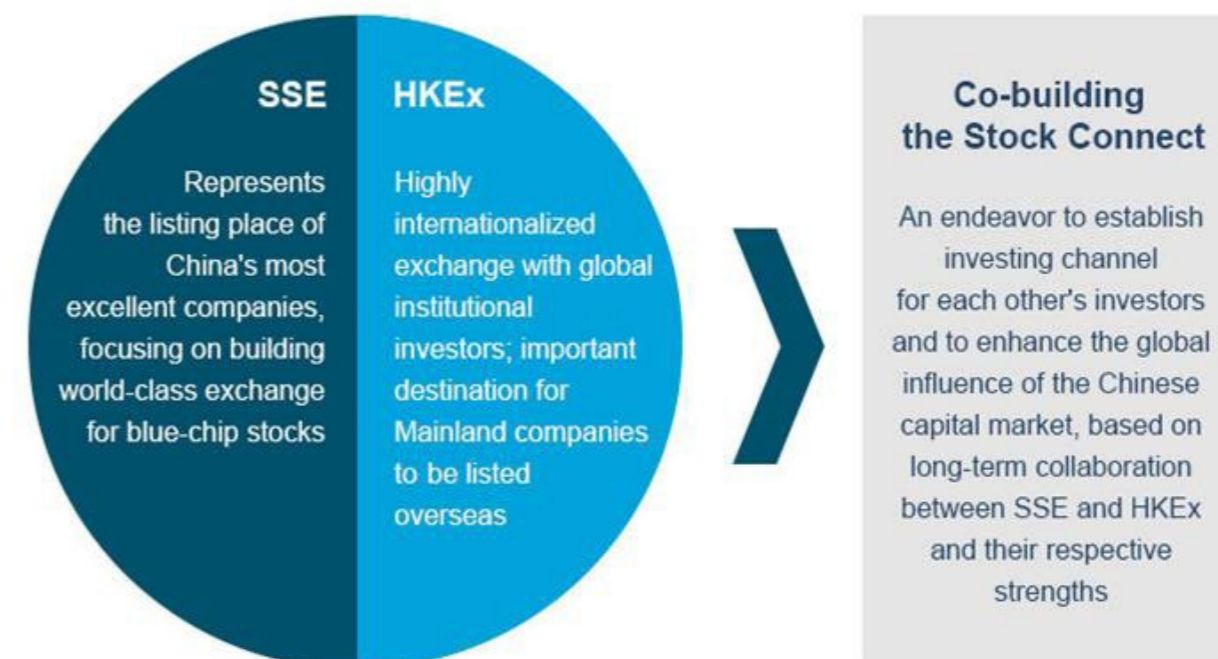 SSE
Represents
the listing place of
China's most
excellent companies,
focusing on building
world-class exchange
for blue-chip stocks
HKEx
Highly
internationalized
exchange with global
institutional
investors; important
destination for
Mainland companies
to be listed
overseas
Co-building
the Stock Connect
An endeavor to establish
investing channel
for each other's investors
and to enhance the global
influence of the Chinese
capital market, based on
long-term collaboration
between SSE and HKEx
and their respective
strengths